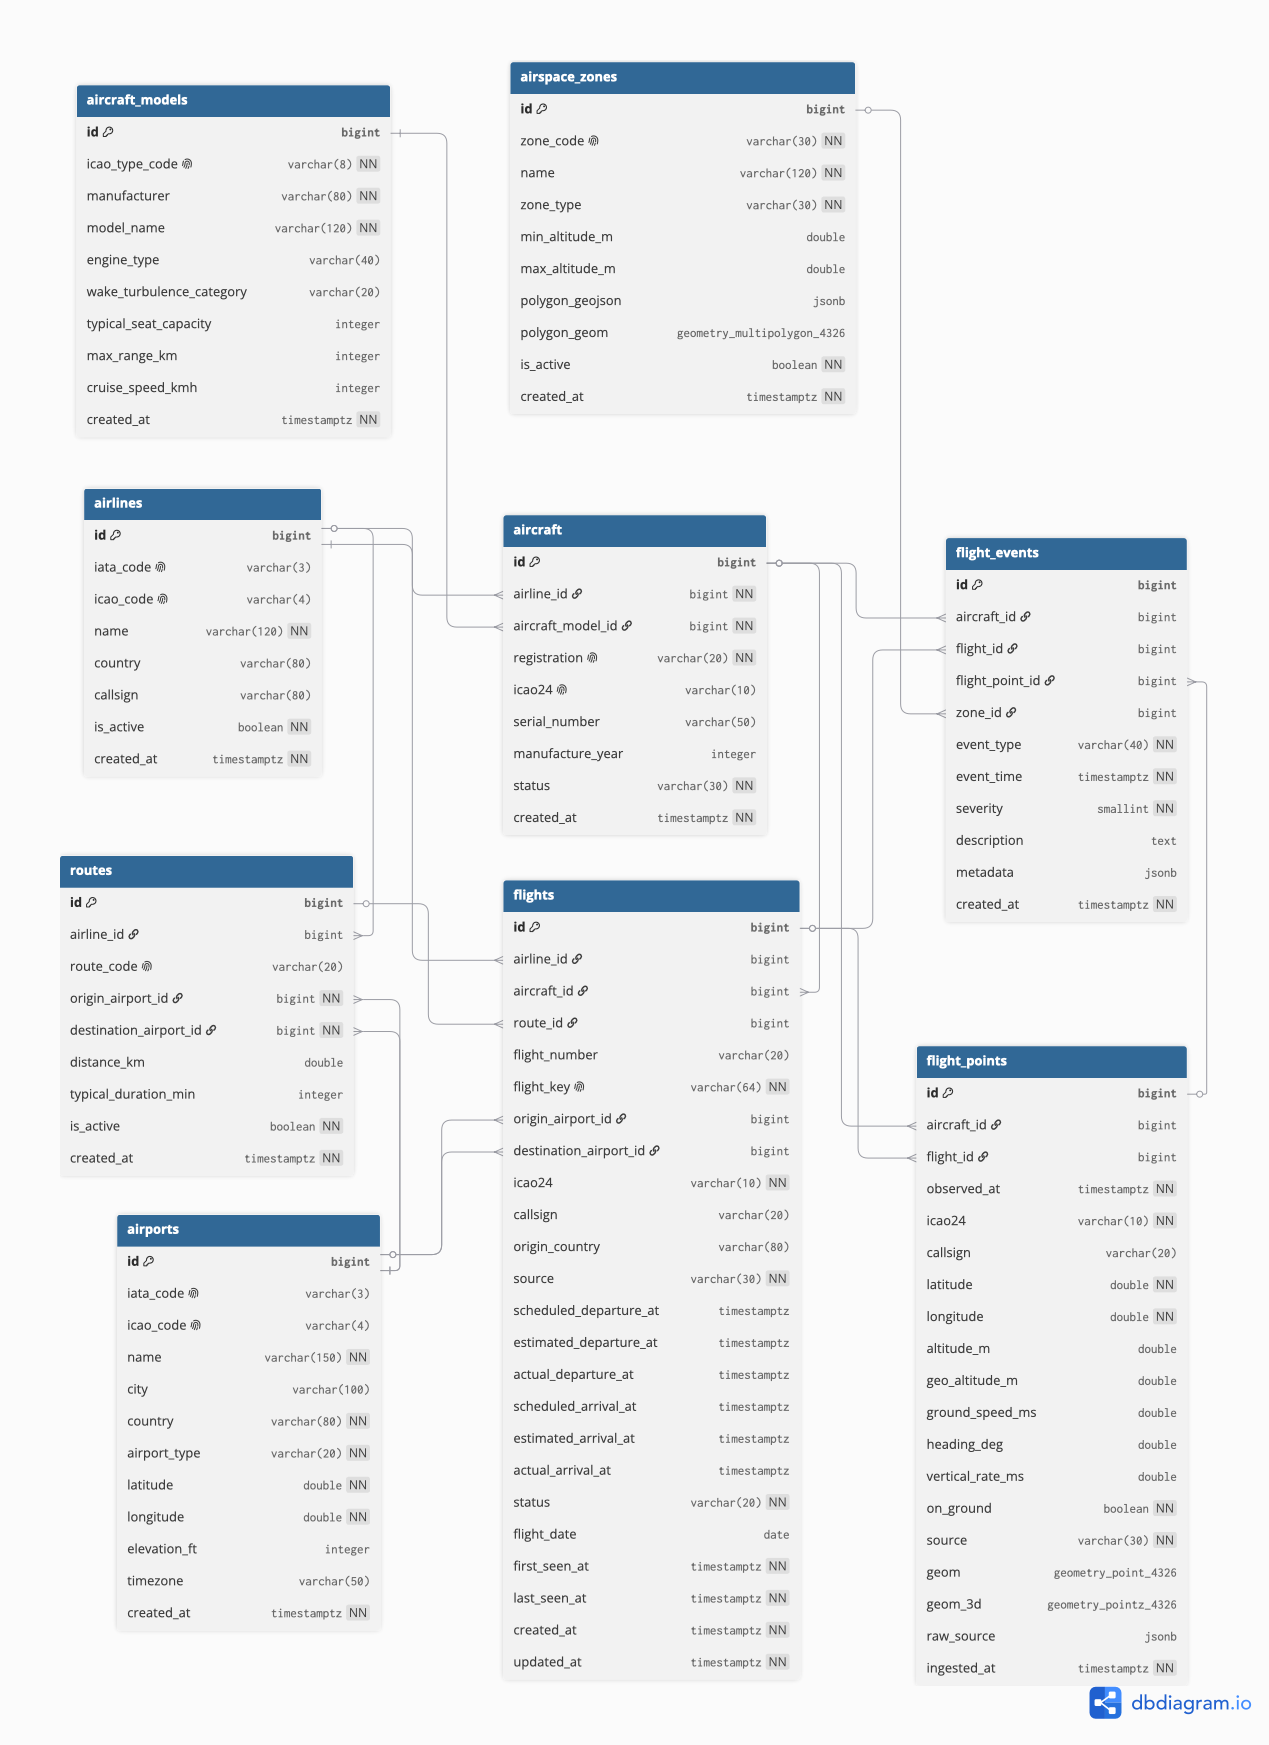 aircraft_models
id bigint
icao_type_code varchar(8) NN
manufacturer varchar(80) NN
model_name varchar(120) NN
engine_type varchar(40)
wake_turbulence_category varchar(20)
typical_seat_capacity integer
max_range_km integer
cruise_speed_kmh integer
created_at timestamptz NN
airspace_zones
id bigint
zone_code varchar(30) NN
name varchar(120) NN
zone_type varchar(30) NN
min_altitude_m double
max_altitude_m double
polygon_geojson jsonb
polygon_geom geometry_multipolygon_4326
is_active boolean NN
created_at timestamptz NN
airlines
id bigint
iata_code varchar(3)
icao_code varchar(4)
name varchar(120) NN
country varchar(80)
callsign varchar(80)
is_active boolean NN
created_at timestamptz NN
aircraft
id bigint
airline_id bigint NN
aircraft_model_id bigint NN
registration varchar(20) NN
icao24 varchar(10)
serial_number varchar(50)
manufacture_year integer
status varchar(30) NN
created_at timestamptz NN
flight_events
id bigint
aircraft_id bigint
flight_id bigint
flight_point_id bigint
zone_id bigint
event_type varchar(40) NN
event_time timestamptz NN
severity smallint NN
description text
metadata jsonb
created_at timestamptz NN
routes
id bigint
airline_id bigint
route_code varchar(20)
origin_airport_id bigint NN
destination_airport_id bigint NN
distance_km double
typical_duration_min integer
is_active boolean NN
created_at timestamptz NN
flights
id bigint
airline_id bigint
aircraft_id bigint
route_id bigint
flight_number varchar(20)
flight_key varchar(64) NN
origin_airport_id bigint
destination_airport_id bigint
icao24 varchar(10) NN
callsign varchar(20)
origin_country varchar(80)
source varchar(30) NN
scheduled_departure_at timestamptz
estimated_departure_at timestamptz
actual_departure_at timestamptz
scheduled_arrival_at timestamptz
estimated_arrival_at timestamptz
actual_arrival_at timestamptz
status varchar(20) NN
flight_date date
first_seen_at timestamptz NN
last_seen_at timestamptz NN
created_at timestamptz NN
updated_at timestamptz NN
airports
id bigint
iata_code varchar(3)
icao_code varchar(4)
name varchar(150) NN
city varchar(100)
country varchar(80) NN
airport_type varchar(20) NN
latitude double NN
longitude double NN
elevation_ft integer
timezone varchar(50)
created_at timestamptz NN
flight_points
id bigint
aircraft_id bigint
flight_id bigint
observed_at timestamptz NN
icao24 varchar(10) NN
callsign varchar(20)
latitude double NN
longitude double NN
altitude_m double
geo_altitude_m double
ground_speed_ms double
heading_deg double
vertical_rate_ms double
on_ground boolean NN
source varchar(30) NN
geom geometry_point_4326
geom_3d geometry_pointz_4326
raw_source jsonb
ingested_at timestamptz NN
dbdiagram.io